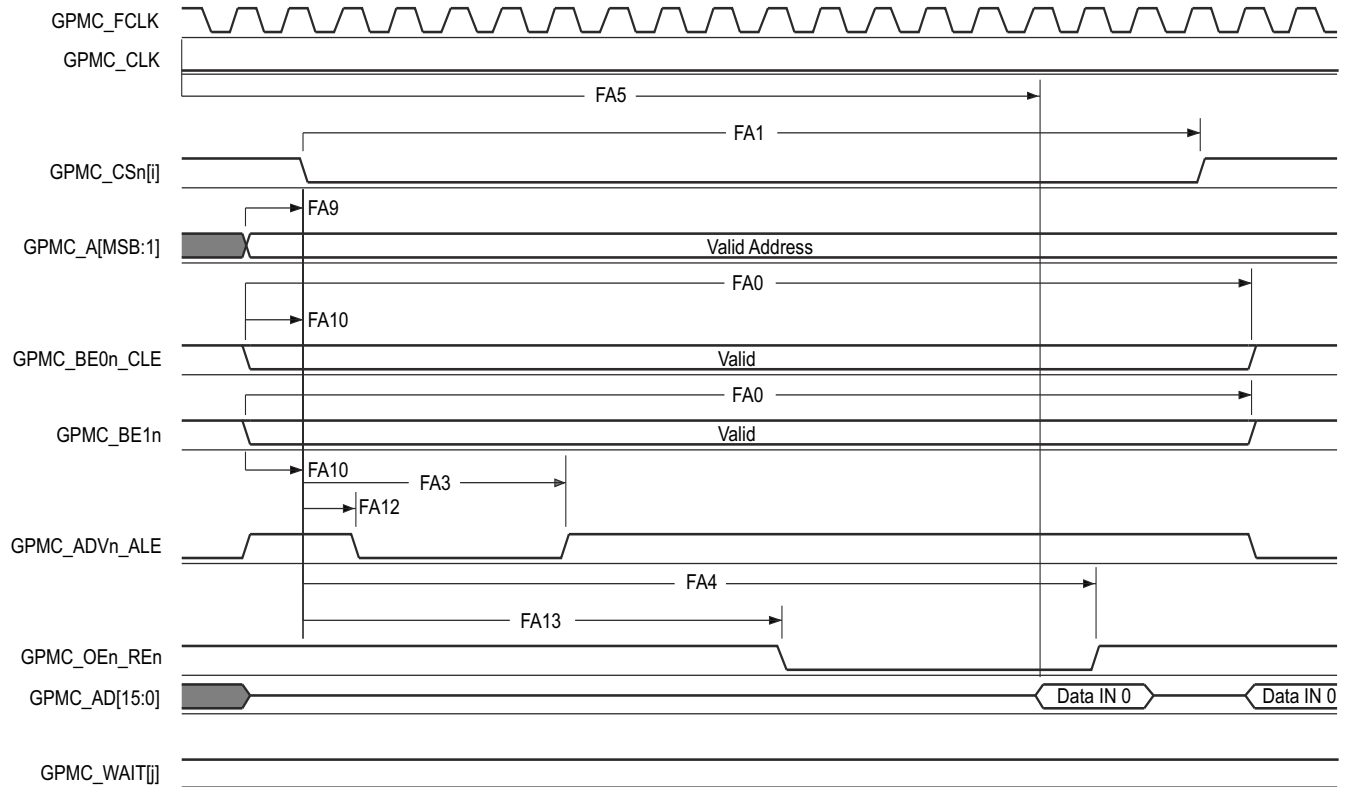 GPMC_FCLK
GPMC_CLK
FA5
FA1
GPMC_CSn[i]
FA9
GPMC_A[MSB:1] Valid Address
FA0
FA10
GPMC_BE0n_CLE Valid
FA0
GPMC_BE1n Valid
FA10
FA3
FA12
GPMC_ADVn_ALE
FA4
FA13
GPMC_OEn_REn
GPMC_AD[15:0] Data IN 0 Data IN 0
GPMC_WAIT[j]